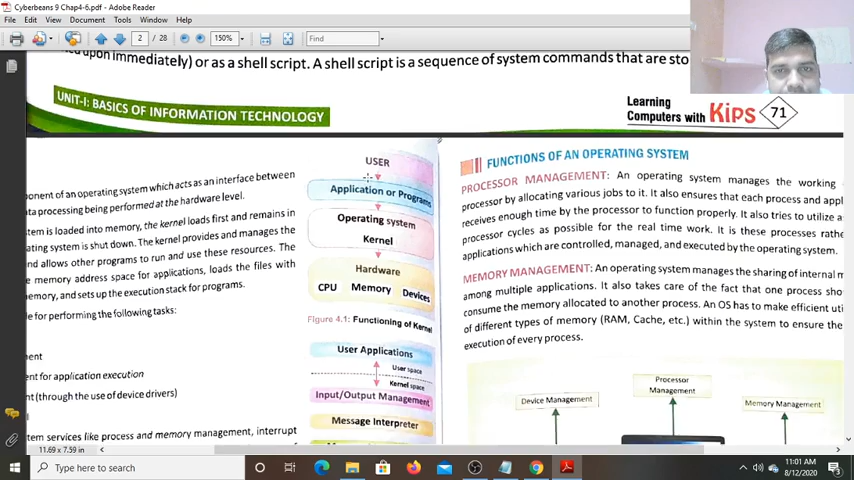 Cyberbeans 9 Chap4-6.pdf - Adobe Reader
File Edit View Document Tools Window Help
2 / 28 150% Find
upon immediately) or as a shell script. A shell script is a sequence of system commands that are sto
UNIT-I: BASICS OF INFORMATION TECHNOLOGY
Learning
Computers with Kips 71
ponent of an operating system which acts as an interface between
ata processing being performed at the hardware level.
stem is loaded into memory, the kernel loads first and remains in
ating system is shut down. The kernel provides and manages the
nd allows other programs to run and use these resources. The
e memory address space for applications, loads the files with
emory, and sets up the execution stack for programs.
le for performing the following tasks:
ment
ent for application execution
nt (through the use of device drivers)
tem services like process and memory management, interrupt
USER
Application or Programs
Operating system
Kernel
Hardware
CPU Memory Devices
Figure 4.1: Functioning of Kernel
User Applications
User space
Kernel space
Input/Output Management
Message Interpreter
FUNCTIONS OF AN OPERATING SYSTEM
PROCESSOR MANAGEMENT: An operating system manages the working
processor by allocating various jobs to it. It also ensures that each process and appl
receives enough time by the processor to function properly. It also tries to utilize a
processor cycles as possible for the real time work. It is these processes rathe
applications which are controlled, managed, and executed by the operating system.
MEMORY MANAGEMENT: An operating system manages the sharing of internal m
among multiple applications. It also takes care of the fact that one process sho
consume the memory allocated to another process. An OS has to make efficient uti
of different types of memory (RAM, Cache, etc.) within the system to ensure the
execution of every process.
Device Management
Processor
Management
Memory Management
11.69 x 7.59 in
Type here to search
11:01 AM
8/12/2020
3